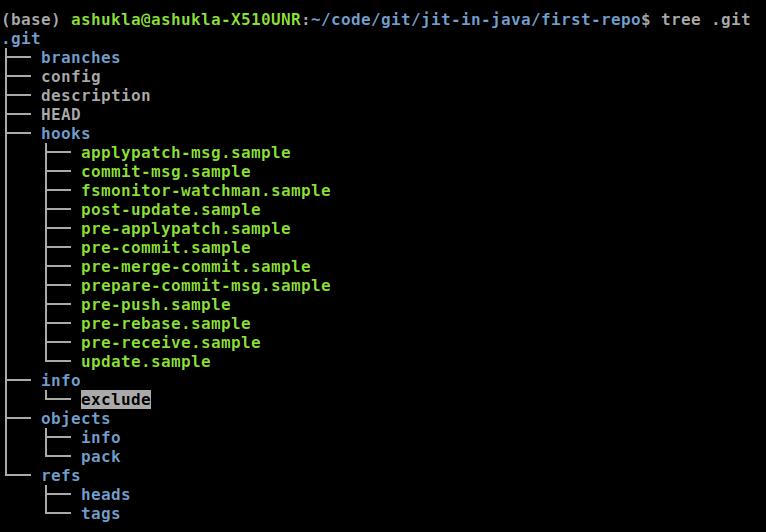 (base) ashukla@ashukla-X510UNR:~/code/git/jit-in-java/first-repo$ tree .git
.git
├── branches
├── config
├── description
├── HEAD
├── hooks
│   ├── applypatch-msg.sample
│   ├── commit-msg.sample
│   ├── fsmonitor-watchman.sample
│   ├── post-update.sample
│   ├── pre-applypatch.sample
│   ├── pre-commit.sample
│   ├── pre-merge-commit.sample
│   ├── prepare-commit-msg.sample
│   ├── pre-push.sample
│   ├── pre-rebase.sample
│   ├── pre-receive.sample
│   └── update.sample
├── info
│   └── exclude
├── objects
│   ├── info
│   └── pack
└── refs
    ├── heads
    └── tags